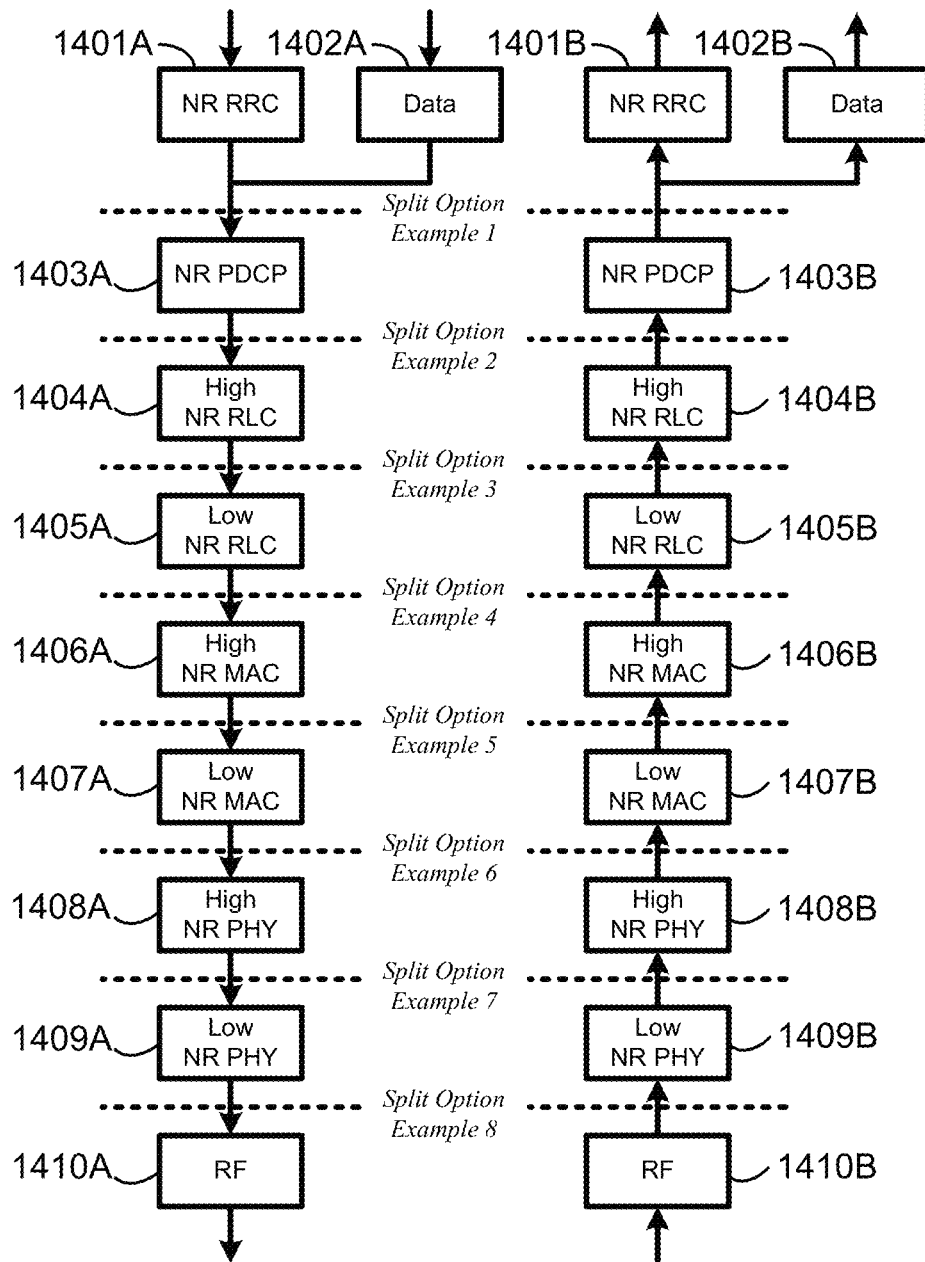 1401A
1402A
1401B
1402B
NR RRC
Data
NR RRC
Data
Split Option
Example 1
1403A
NR PDCP
NR PDCP
1403B
Split Option
Example 2
1404A
High
NR RLC
High
NR RLC
1404B
Split Option
Example 3
1405A
Low
NR RLC
Low
NR RLC
1405B
Split Option
Example 4
1406A
High
NR MAC
High
NR MAC
1406B
Split Option
Example 5
1407A
Low
NR MAC
Low
NR MAC
1407B
Split Option
Example 6
1408A
High
NR PHY
High
NR PHY
1408B
Split Option
Example 7
1409A
Low
NR PHY
Low
NR PHY
1409B
Split Option
Example 8
1410A
RF
RF
1410B